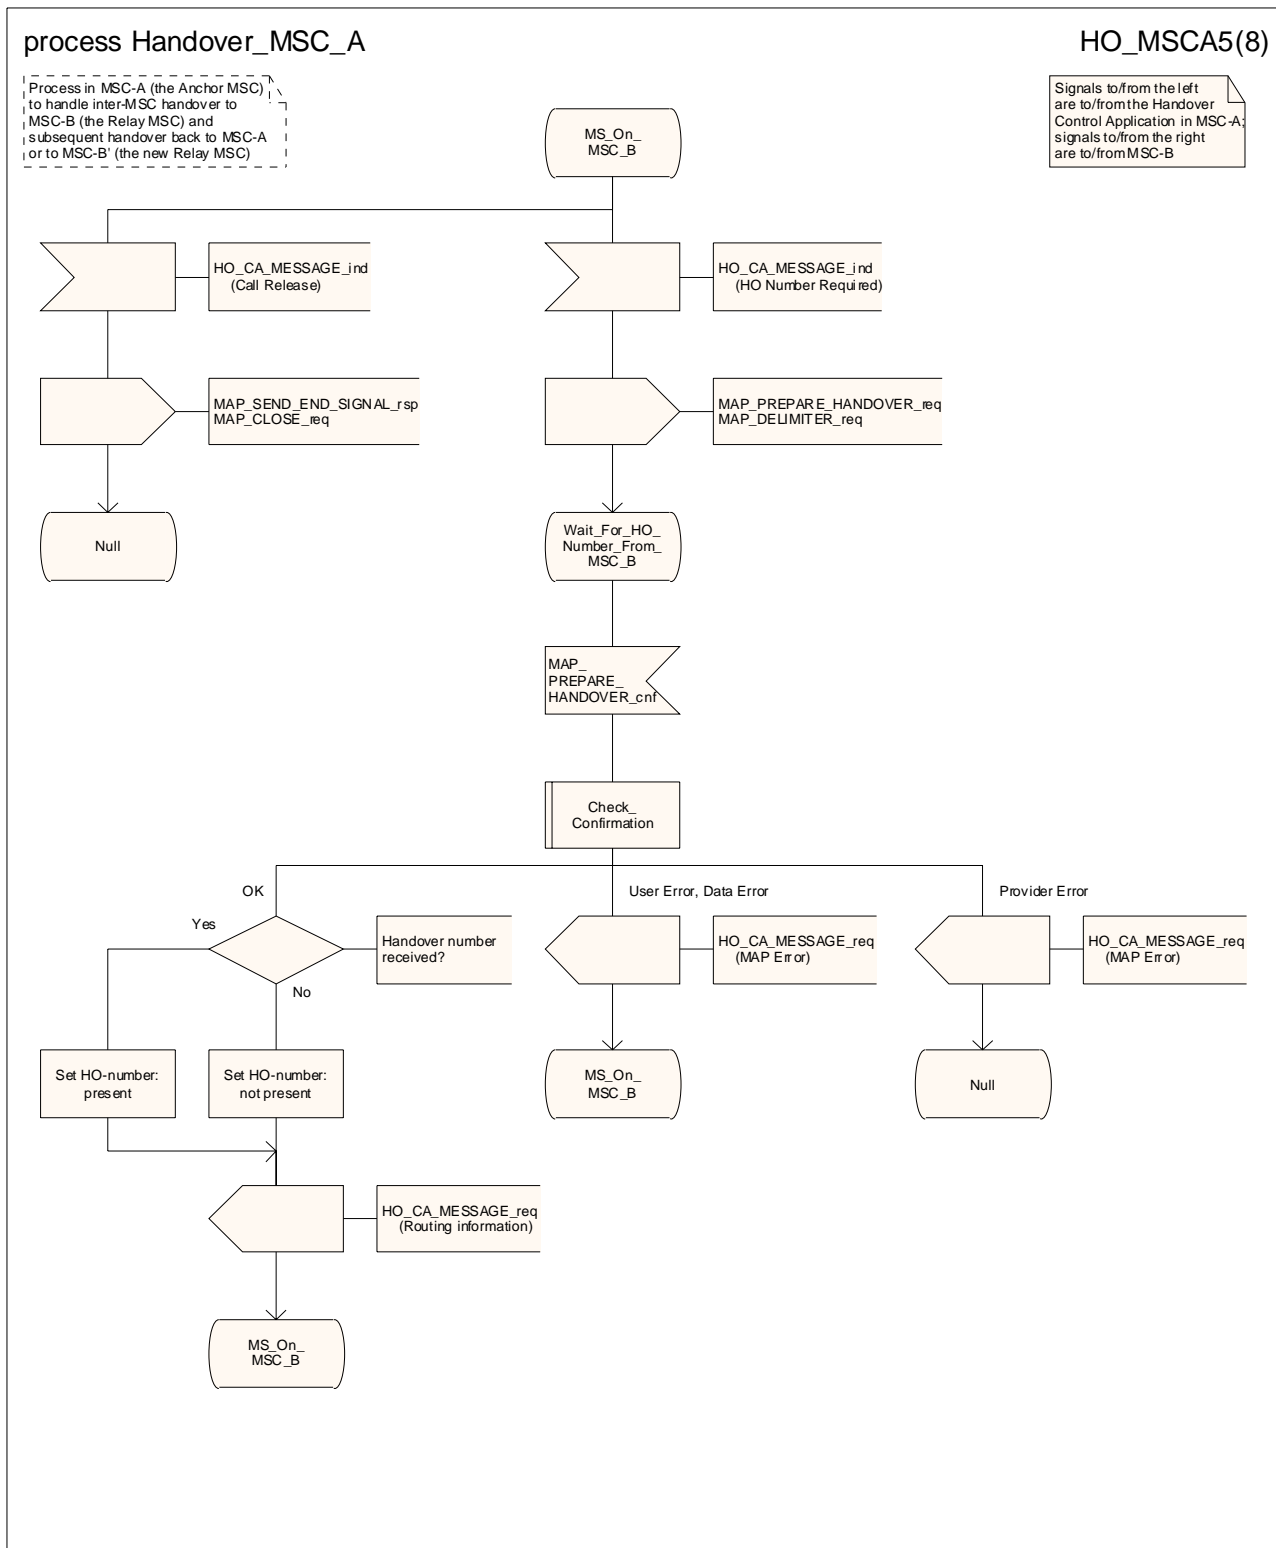 process Handover_MSC_A
HO_MSCA5(8)
Process in MSC-A (the Anchor MSC)
to handle inter-MSC handover to
MSC-B (the Relay MSC) and
subsequent handover back to MSC-A
or to MSC-B' (the new Relay MSC)
Signals to/from the left
are to/from the Handover
Control Application in MSC-A;
signals to/from the right
are to/from MSC-B
MS_On_
MSC_B
HO_CA_MESSAGE_ind
(Call Release)
HO_CA_MESSAGE_ind
(HO Number Required)
MAP_SEND_END_SIGNAL_rsp
MAP_CLOSE_req
MAP_PREPARE_HANDOVER_req
MAP_DELIMITER_req
Null
Wait_For_HO_
Number_From_
MSC_B
MAP_
PREPARE_
HANDOVER_cnf
Check_
Confirmation
OK
User Error, Data Error
Provider Error
Yes
Handover number
received?
No
HO_CA_MESSAGE_req
(MAP Error)
HO_CA_MESSAGE_req
(MAP Error)
Set HO-number:
present
Set HO-number:
not present
MS_On_
MSC_B
Null
HO_CA_MESSAGE_req
(Routing information)
MS_On_
MSC_B